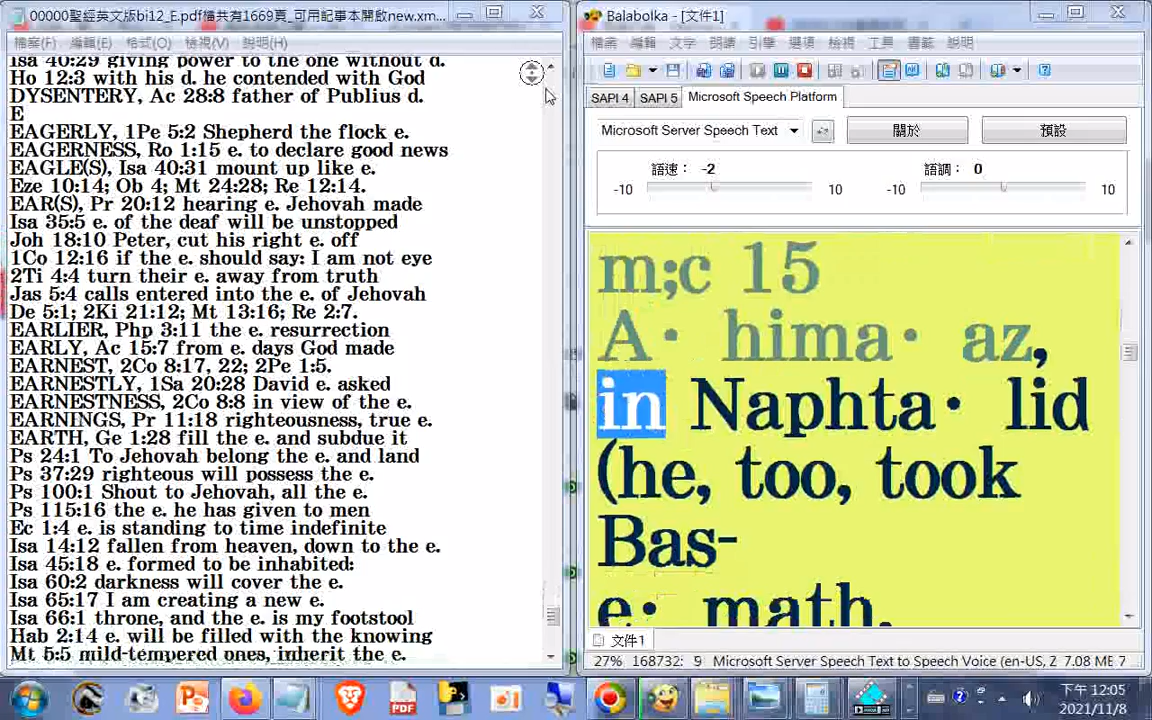 00000聖經英文版bi12_E.pdf檔共有1669頁_可用記事本開啟new.xm...
檔案(F) 編輯(E) 格式(O) 檢視(V) 說明(H)
Isa 40:29 giving power to the one without d.
Ho 12:3 with his d. he contended with God
DYSENTERY, Ac 28:8 father of Publius d.
E
EAGERLY, 1Pe 5:2 Shepherd the flock e.
EAGERNESS, Ro 1:15 e. to declare good news
EAGLE(S), Isa 40:31 mount up like e.
Eze 10:14; Ob 4; Mt 24:28; Re 12:14.
EAR(S), Pr 20:12 hearing e. Jehovah made
Isa 35:5 e. of the deaf will be unstopped
Joh 18:10 Peter, cut his right e. off
1Co 12:16 if the e. should say: I am not eye
2Ti 4:4 turn their e. away from truth
Jas 5:4 calls entered into the e. of Jehovah
De 5:1; 2Ki 21:12; Mt 13:16; Re 2:7.
EARLIER, Php 3:11 the e. resurrection
EARLY, Ac 15:7 from e. days God made
EARNEST, 2Co 8:17, 22; 2Pe 1:5.
EARNESTLY, 1Sa 20:28 David e. asked
EARNESTNESS, 2Co 8:8 in view of the e.
EARNINGS, Pr 11:18 righteousness, true e.
EARTH, Ge 1:28 fill the e. and subdue it
Ps 24:1 To Jehovah belong the e. and land
Ps 37:29 righteous will possess the e.
Ps 100:1 Shout to Jehovah, all the e.
Ps 115:16 the e. he has given to men
Ec 1:4 e. is standing to time indefinite
Isa 14:12 fallen from heaven, down to the e.
Isa 45:18 e. formed to be inhabited:
Isa 60:2 darkness will cover the e.
Isa 65:17 I am creating a new e.
Isa 66:1 throne, and the e. is my footstool
Hab 2:14 e. will be filled with the knowing
Mt 5:5 mild-tempered ones, inherit the e.
Balabolka - [文件1]
檔案 編輯 文字 朗讀 引擎 選項 檢視 工具 書籤 說明
SAPI 4 SAPI 5 Microsoft Speech Platform
Microsoft Server Speech Text 關於 預設
語速： -2 語調： 0
-10 10 -10 10
m;c 15
A· hima· az,
in Naphta· lid
(he, too, took
Bas-
e· math,
文件1
27% 168732: 9 Microsoft Server Speech Text to Speech Voice (en-US, 2 7.08 ME 7
PDF
下午 12:05
2021/11/8